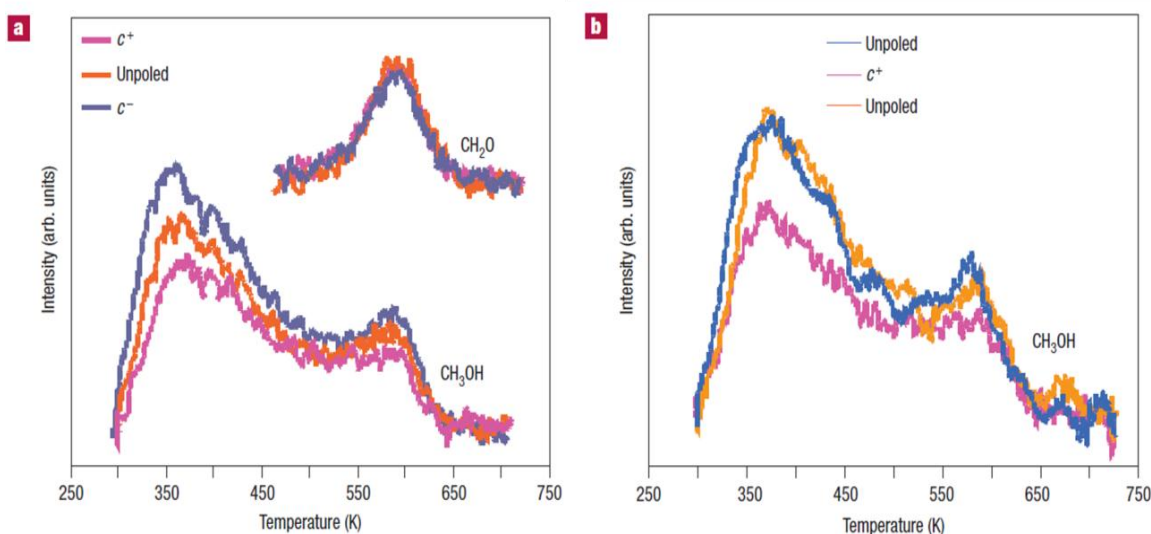 a
c+
Unpoled
c−
CH2O
CH3OH
Intensity (arb. units)
250 350 450 550 650 750
Temperature (K)
b
Unpoled
c+
Unpoled
CH3OH
Intensity (arb. units)
250 350 450 550 650 750
Temperature (K)